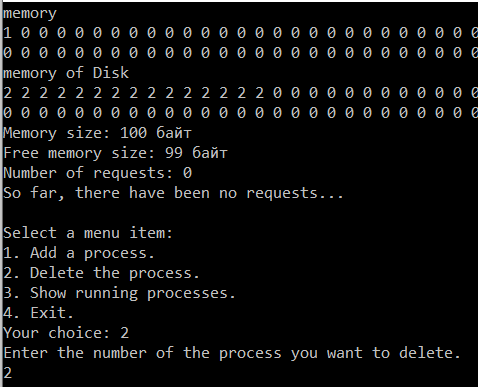 memory
1 0 0 0 0 0 0 0 0 0 0 0 0 0 0 0 0 0 0 0 0 0 0 0 0 0 0
0 0 0 0 0 0 0 0 0 0 0 0 0 0 0 0 0 0 0 0 0 0 0 0 0 0 0
memory of Disk
2 2 2 2 2 2 2 2 2 2 2 2 2 2 2 0 0 0 0 0 0 0 0 0 0 0 0
0 0 0 0 0 0 0 0 0 0 0 0 0 0 0 0 0 0 0 0 0 0 0 0 0 0 0
Memory size: 100 байт
Free memory size: 99 байт
Number of requests: 0
So far, there have been no requests...
Select a menu item:
1. Add a process.
2. Delete the process.
3. Show running processes.
4. Exit.
Your choice: 2
Enter the number of the process you want to delete.
2